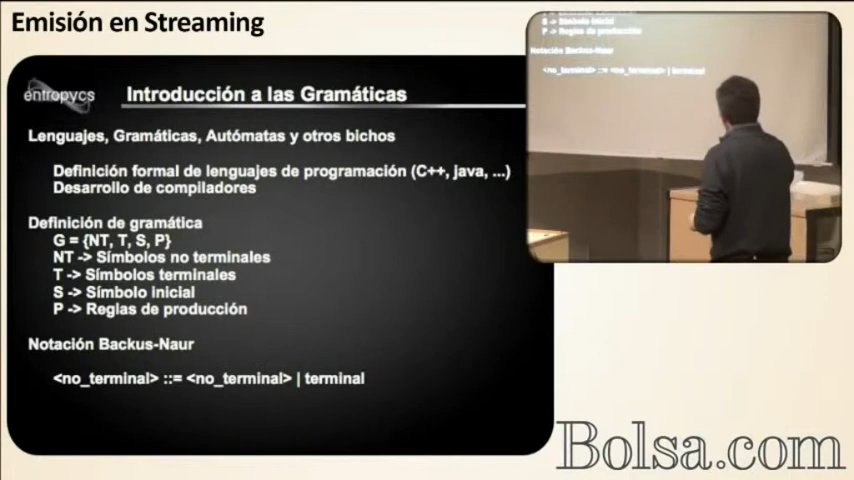 Emisión en Streaming
entropycs
Introducción a las Gramáticas
Lenguajes, Gramáticas, Autómatas y otros bichos
Definición formal de lenguajes de programación (C++, java, ...)
Desarrollo de compiladores
Definición de gramática
G = {NT, T, S, P}
NT -> Símbolos no terminales
T -> Símbolos terminales
S -> Símbolo inicial
P -> Reglas de producción
Notación Backus-Naur
<no_terminal> ::= <no_terminal> | terminal
S -> Símbolo inicial
P -> Reglas de producción
Notación Backus-Naur
<no_terminal> ::= <no_terminal> | terminal
Bolsa.com